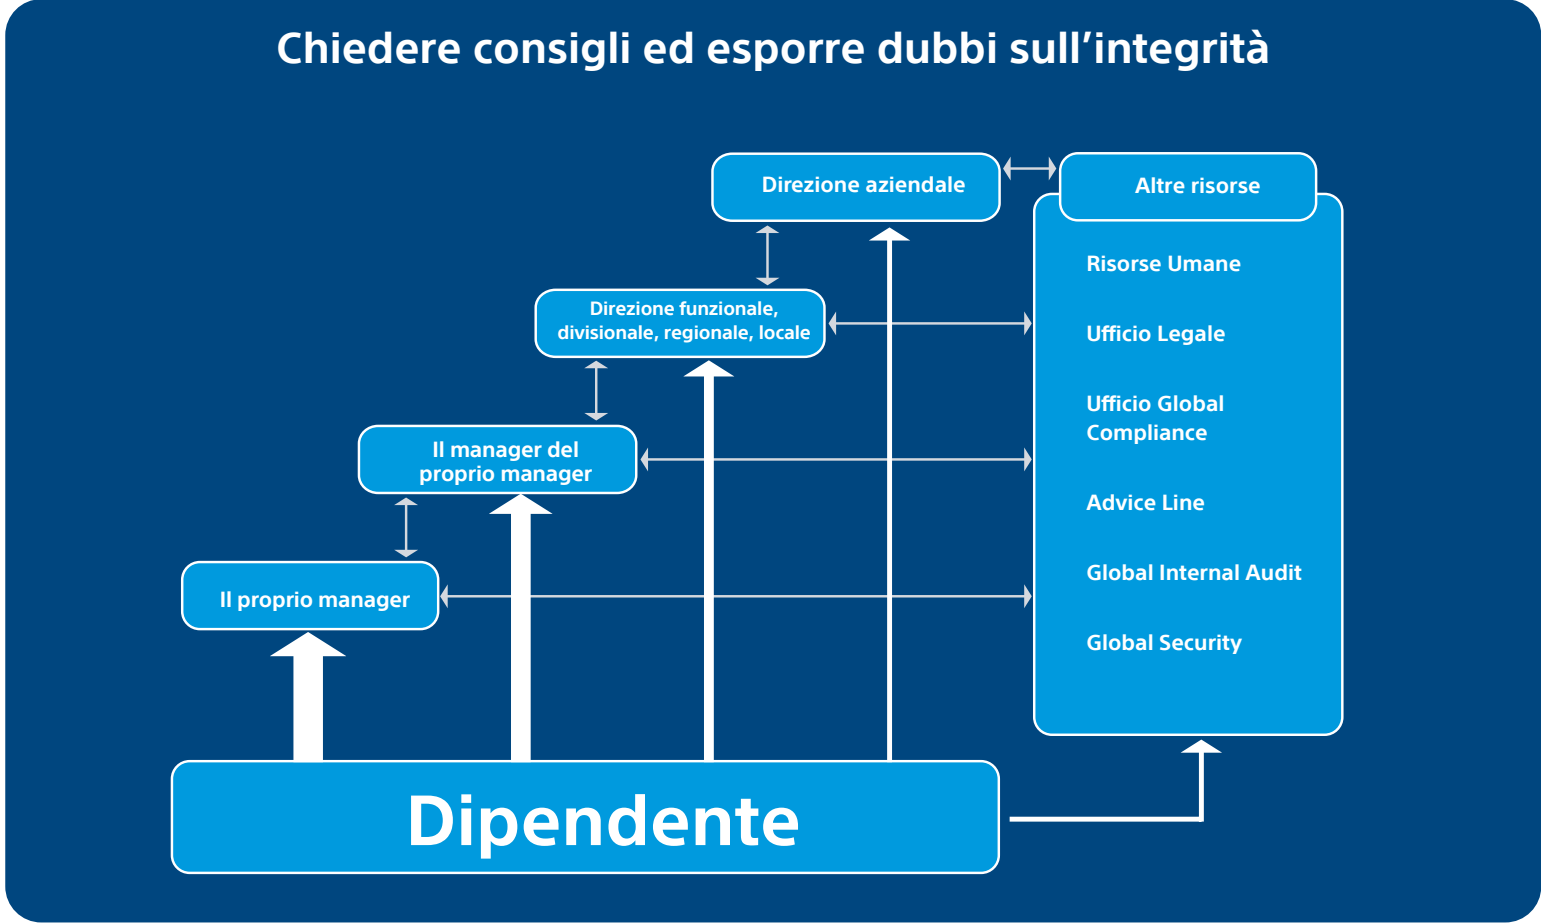 Chiedere consigli ed esporre dubbi sull’integrità
Direzione aziendale
Altre risorse
Risorse Umane
Direzione funzionale,
divisionale, regionale, locale
Ufficio Legale
Ufficio Global
Compliance
Il manager del
proprio manager
Advice Line
Global Internal Audit
Il proprio manager
Global Security
Dipendente